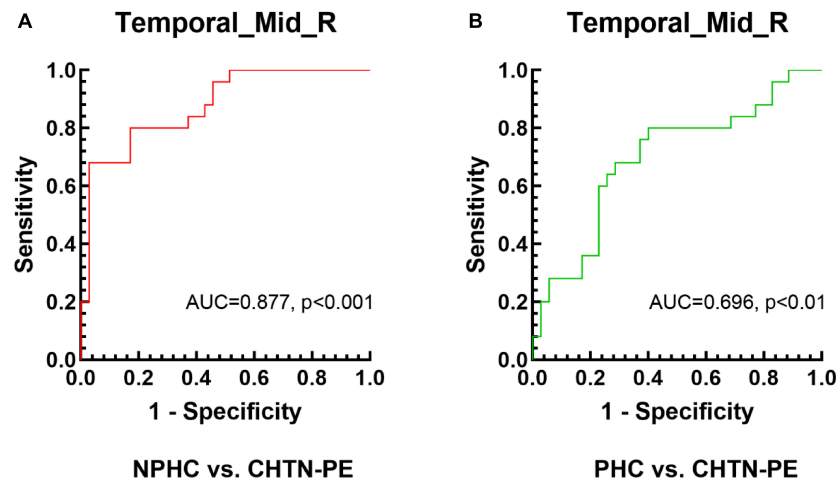 A
Temporal_Mid_R
1.0
0.8
0.6
0.4
0.2
0.0
Sensitivity
AUC=0.877, p<0.001
0.0 0.2 0.4 0.6 0.8 1.0
1 - Specificity
NPHC vs. CHTN-PE
B
Temporal_Mid_R
1.0
0.8
0.6
0.4
0.2
0.0
Sensitivity
AUC=0.696, p<0.01
0.0 0.2 0.4 0.6 0.8 1.0
1 - Specificity
PHC vs. CHTN-PE